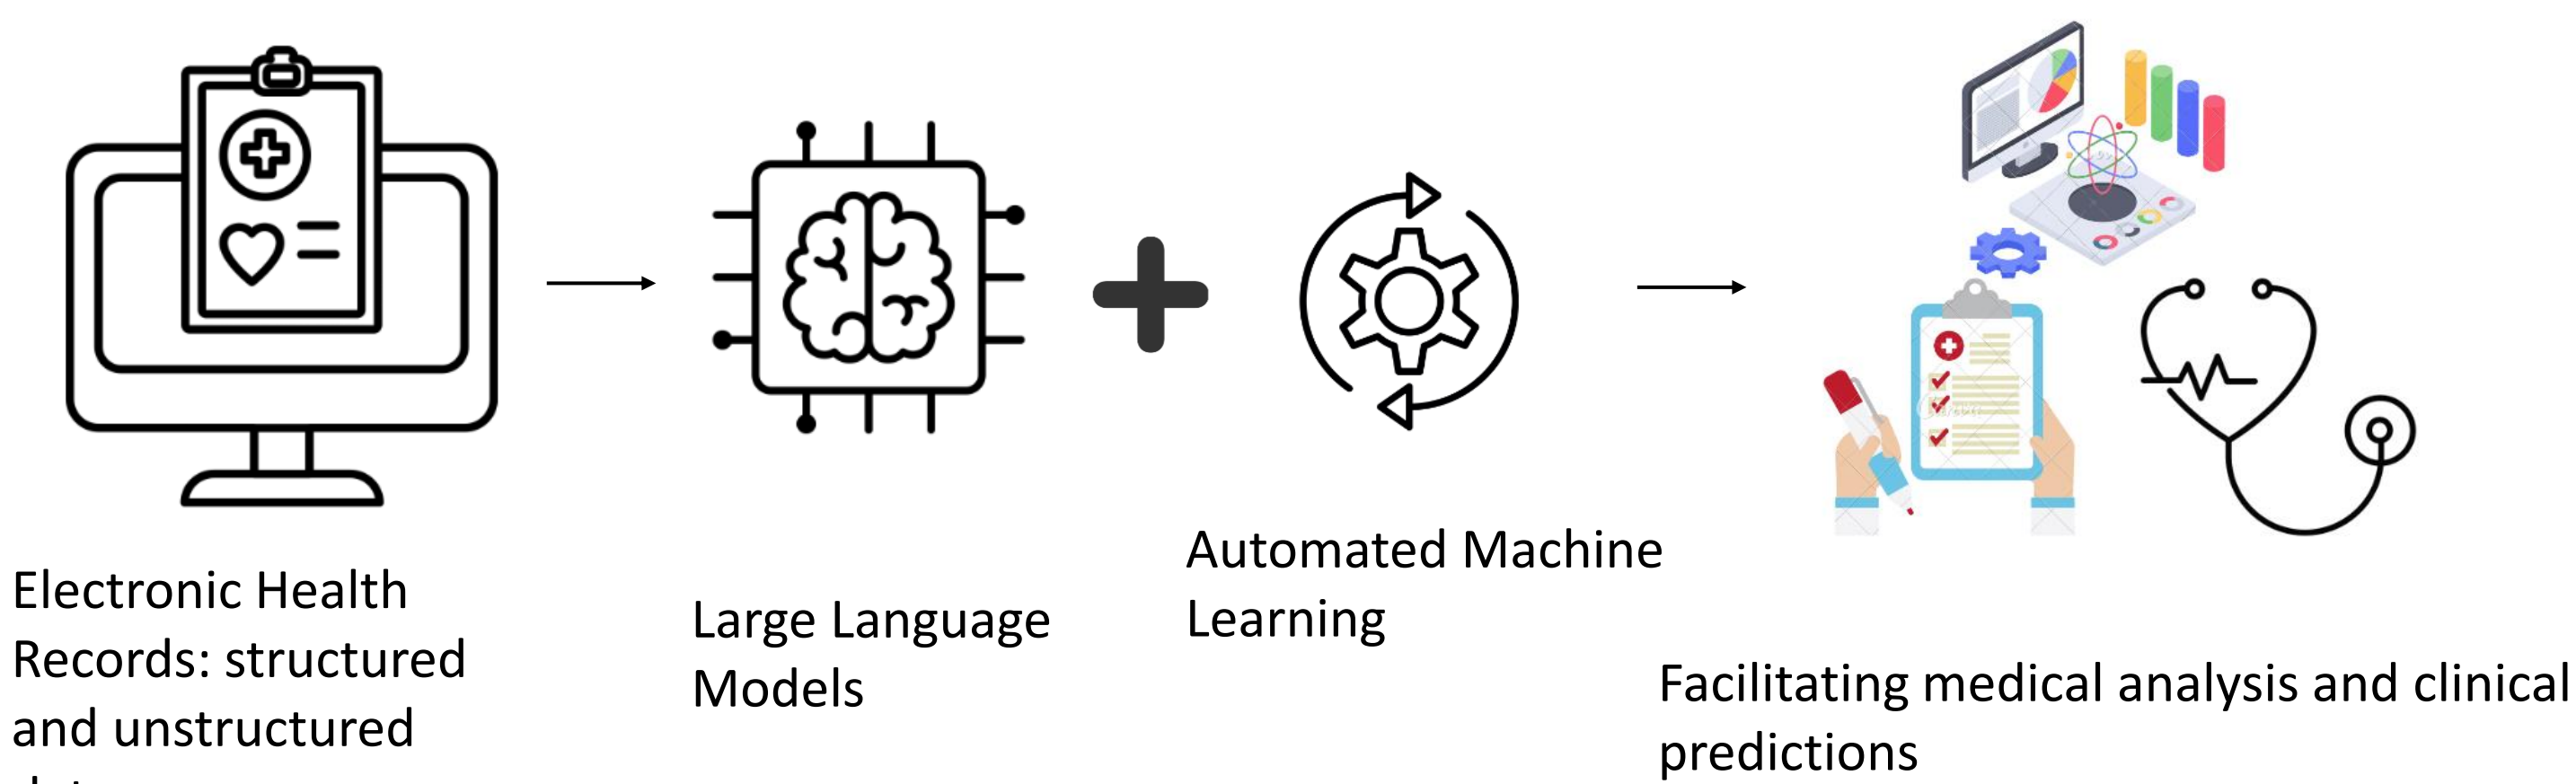 Electronic Health
Records: structured
and unstructured
Large Language
Models
Automated Machine
Learning
Facilitating medical analysis and clinical
predictions